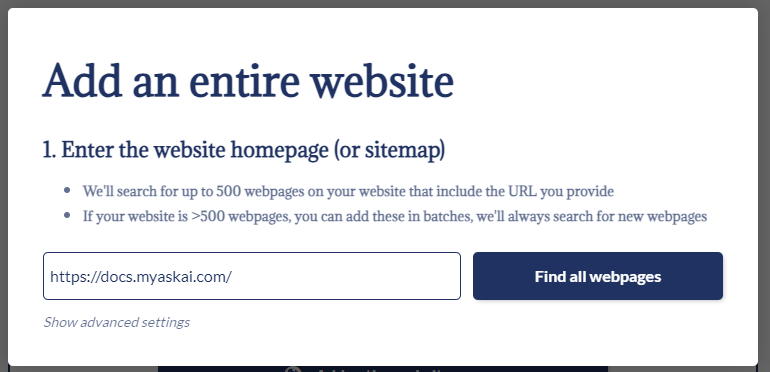 Add an entire website
1. Enter the website homepage (or sitemap)
We'll search for up to 500 webpages on your website that include the URL you provide
If your website is >500 webpages, you can add these in batches, we'll always search for new webpages
https://docs.myaskai.com/
Find all webpages
Show advanced settings